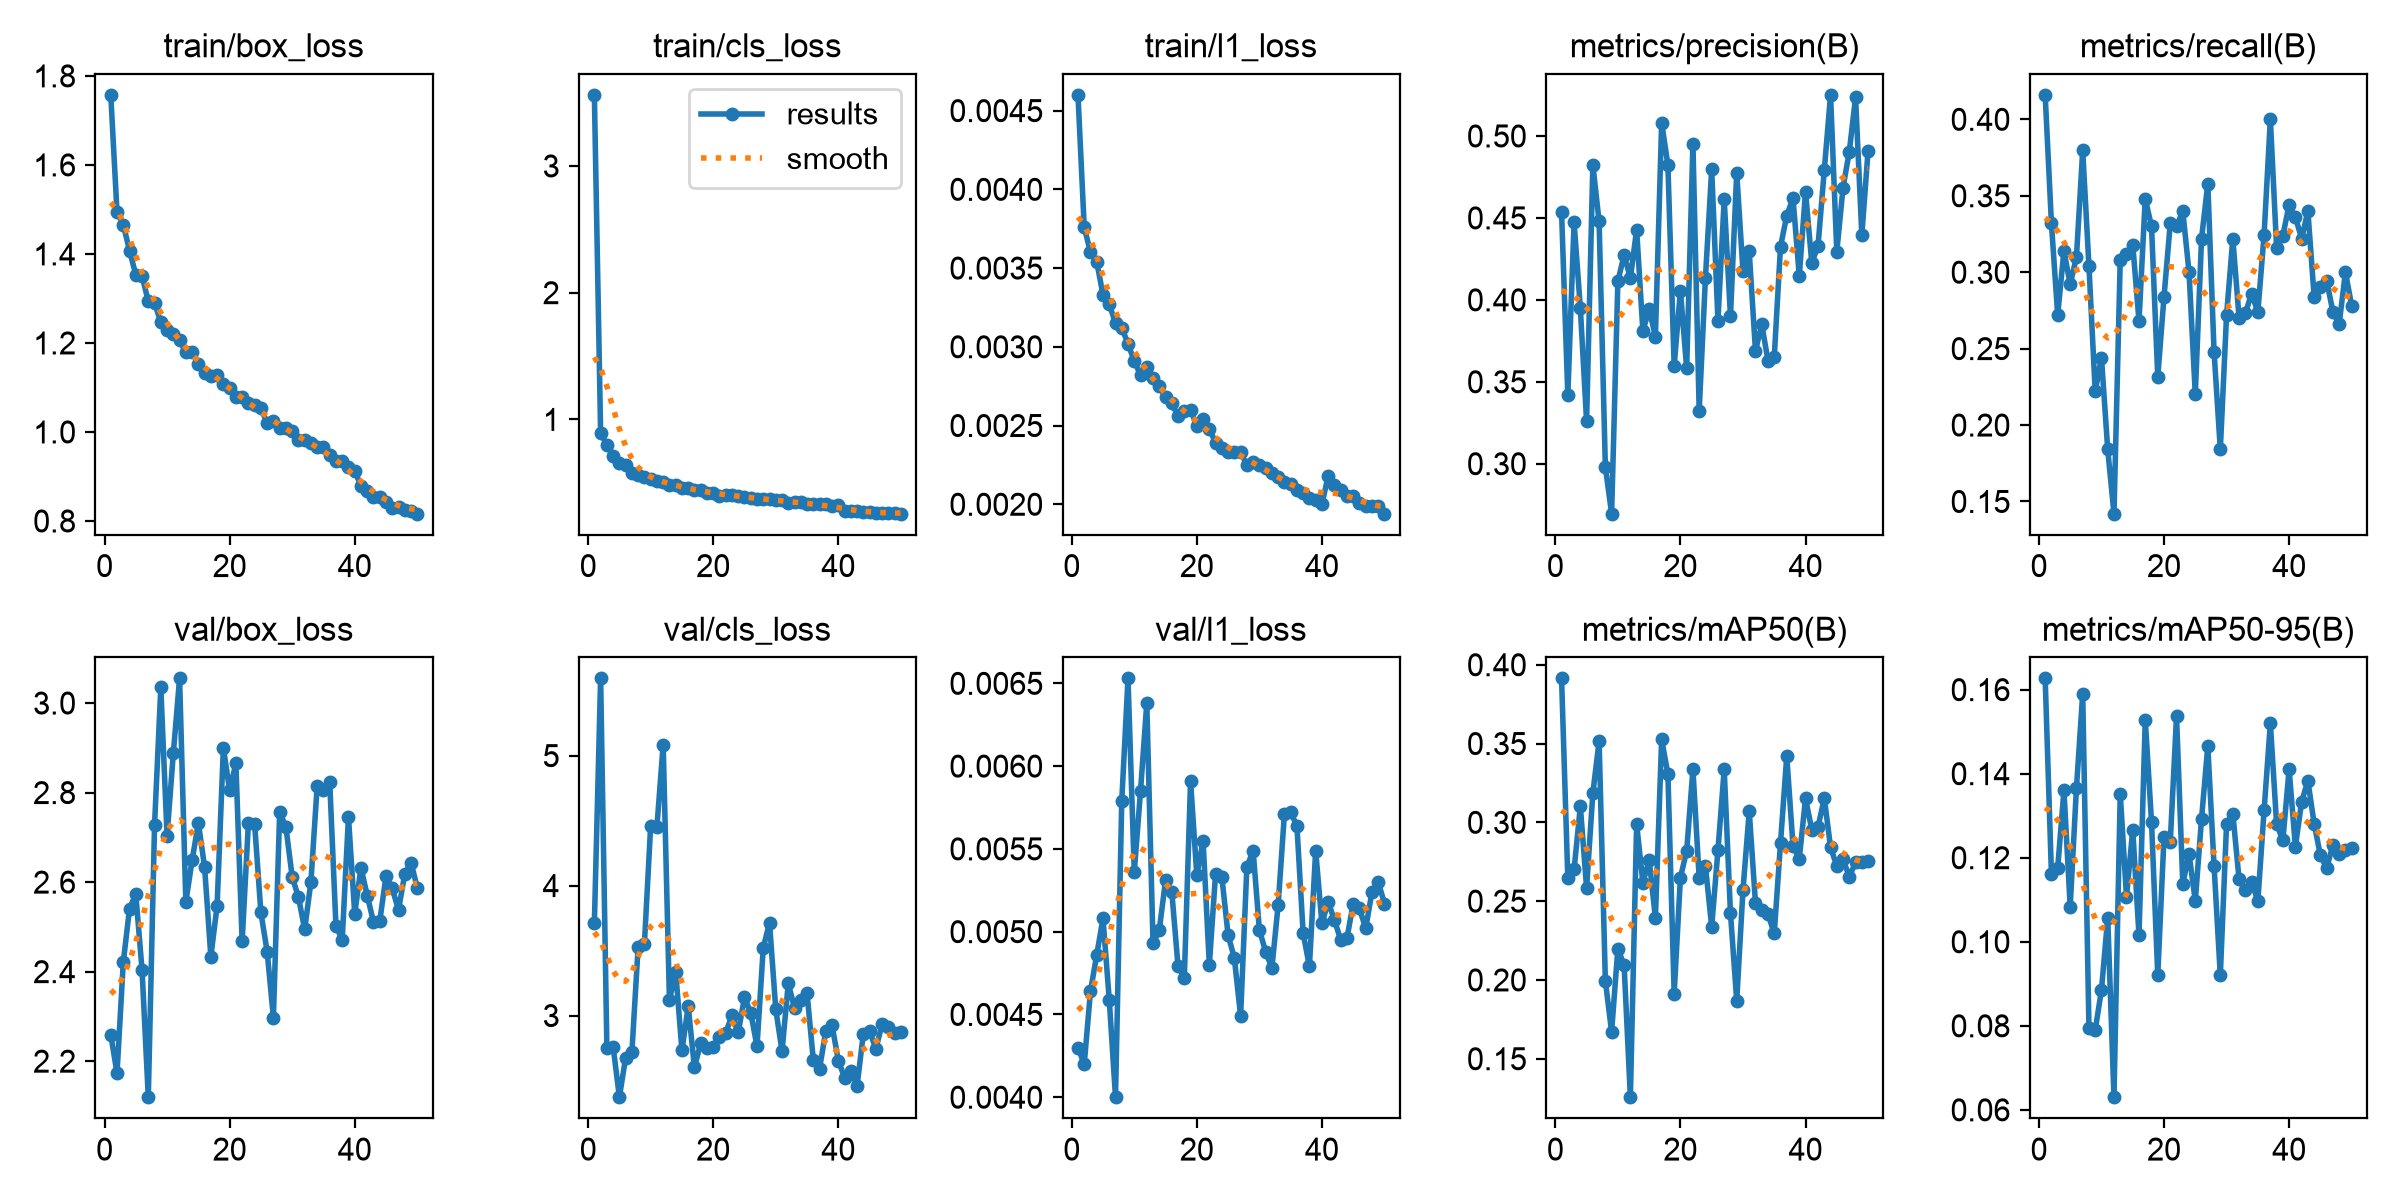 train/box_loss
train/cls_loss
train/l1_loss
metrics/precision(B)
metrics/recall(B)
1.8
1.6
1.4
1.2
1.0
0.8
0 20 40
results
smooth
3
2
1
0 20 40
0.0045
0.0040
0.0035
0.0030
0.0025
0.0020
0 20 40
0.50
0.45
0.40
0.35
0.30
0 20 40
0.40
0.35
0.30
0.25
0.20
0.15
0 20 40
val/box_loss
val/cls_loss
val/l1_loss
metrics/mAP50(B)
metrics/mAP50-95(B)
3.0
2.8
2.6
2.4
2.2
0 20 40
5
4
3
0 20 40
0.0065
0.0060
0.0055
0.0050
0.0045
0.0040
0 20 40
0.40
0.35
0.30
0.25
0.20
0.15
0 20 40
0.16
0.14
0.12
0.10
0.08
0.06
0 20 40